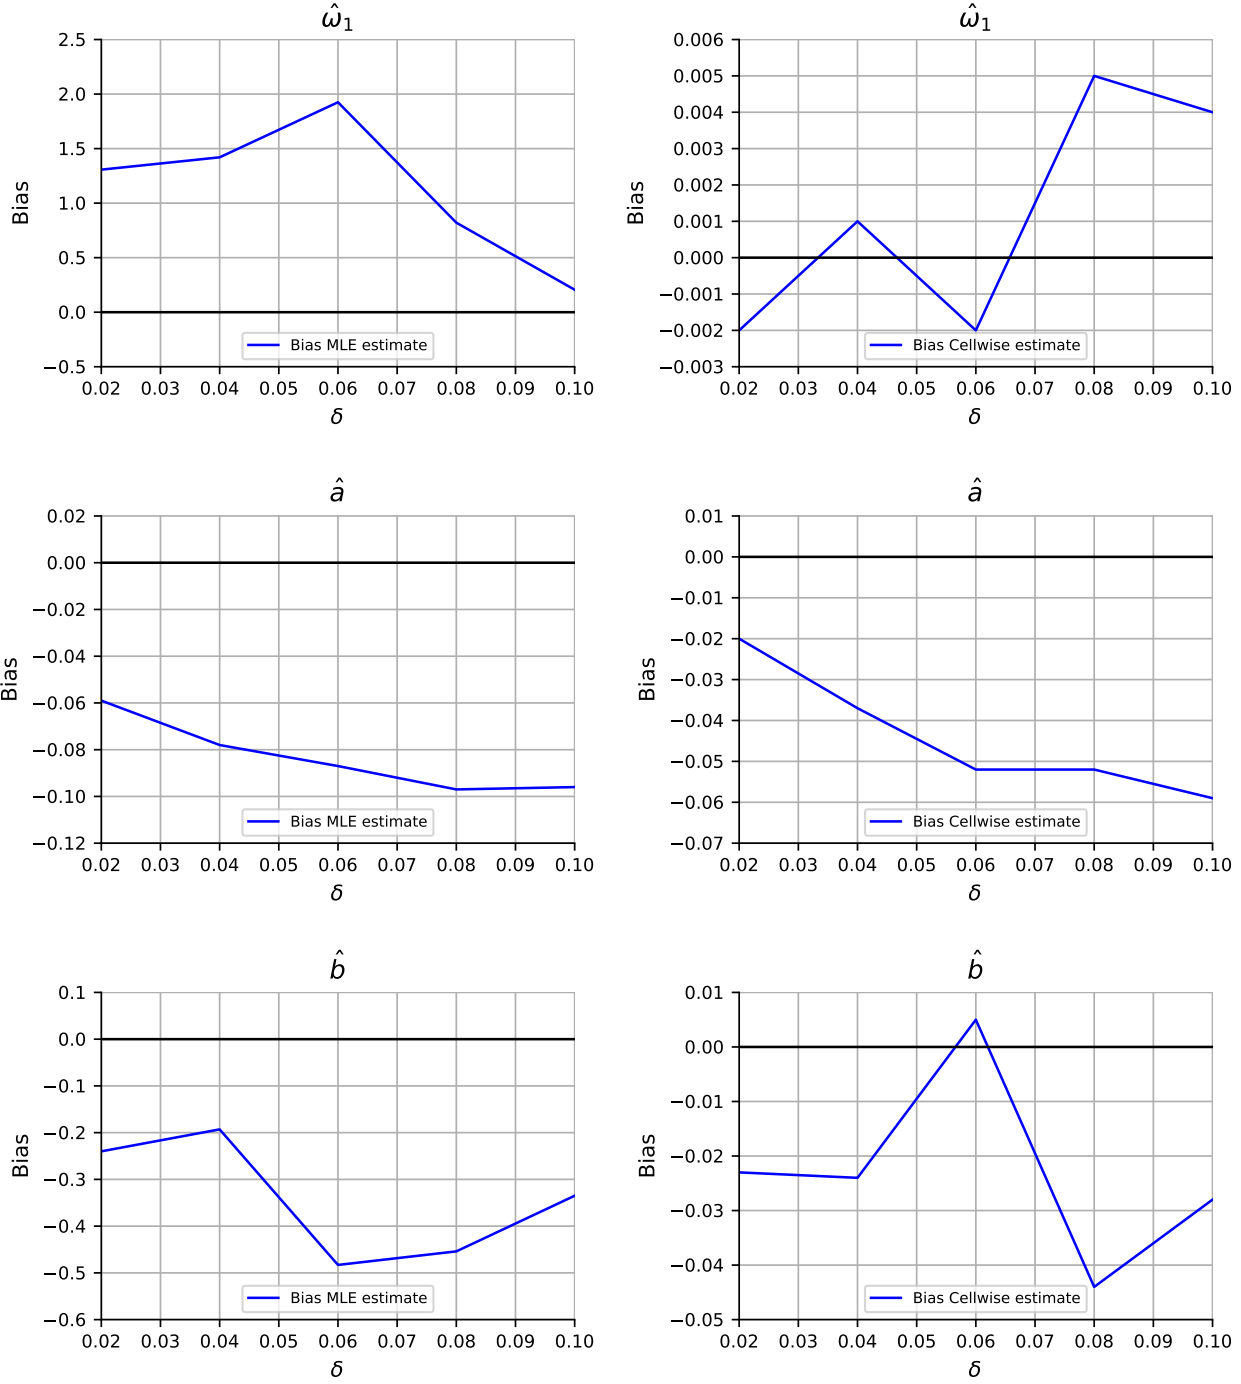 ω̂₁
2.5
2.0
1.5
1.0
0.5
0.0
−0.5
Bias
Bias MLE estimate
0.02 0.03 0.04 0.05 0.06 0.07 0.08 0.09 0.10
δ
ω̂₁
0.006
0.005
0.004
0.003
0.002
0.001
0.000
−0.001
−0.002
−0.003
Bias
Bias Cellwise estimate
0.02 0.03 0.04 0.05 0.06 0.07 0.08 0.09 0.10
δ
â
0.02
0.00
−0.02
−0.04
−0.06
−0.08
−0.10
−0.12
Bias
Bias MLE estimate
0.02 0.03 0.04 0.05 0.06 0.07 0.08 0.09 0.10
δ
â
0.01
0.00
−0.01
−0.02
−0.03
−0.04
−0.05
−0.06
−0.07
Bias
Bias Cellwise estimate
0.02 0.03 0.04 0.05 0.06 0.07 0.08 0.09 0.10
δ
b̂
0.1
0.0
−0.1
−0.2
−0.3
−0.4
−0.5
−0.6
Bias
Bias MLE estimate
0.02 0.03 0.04 0.05 0.06 0.07 0.08 0.09 0.10
δ
b̂
0.01
0.00
−0.01
−0.02
−0.03
−0.04
−0.05
Bias
Bias Cellwise estimate
0.02 0.03 0.04 0.05 0.06 0.07 0.08 0.09 0.10
δ